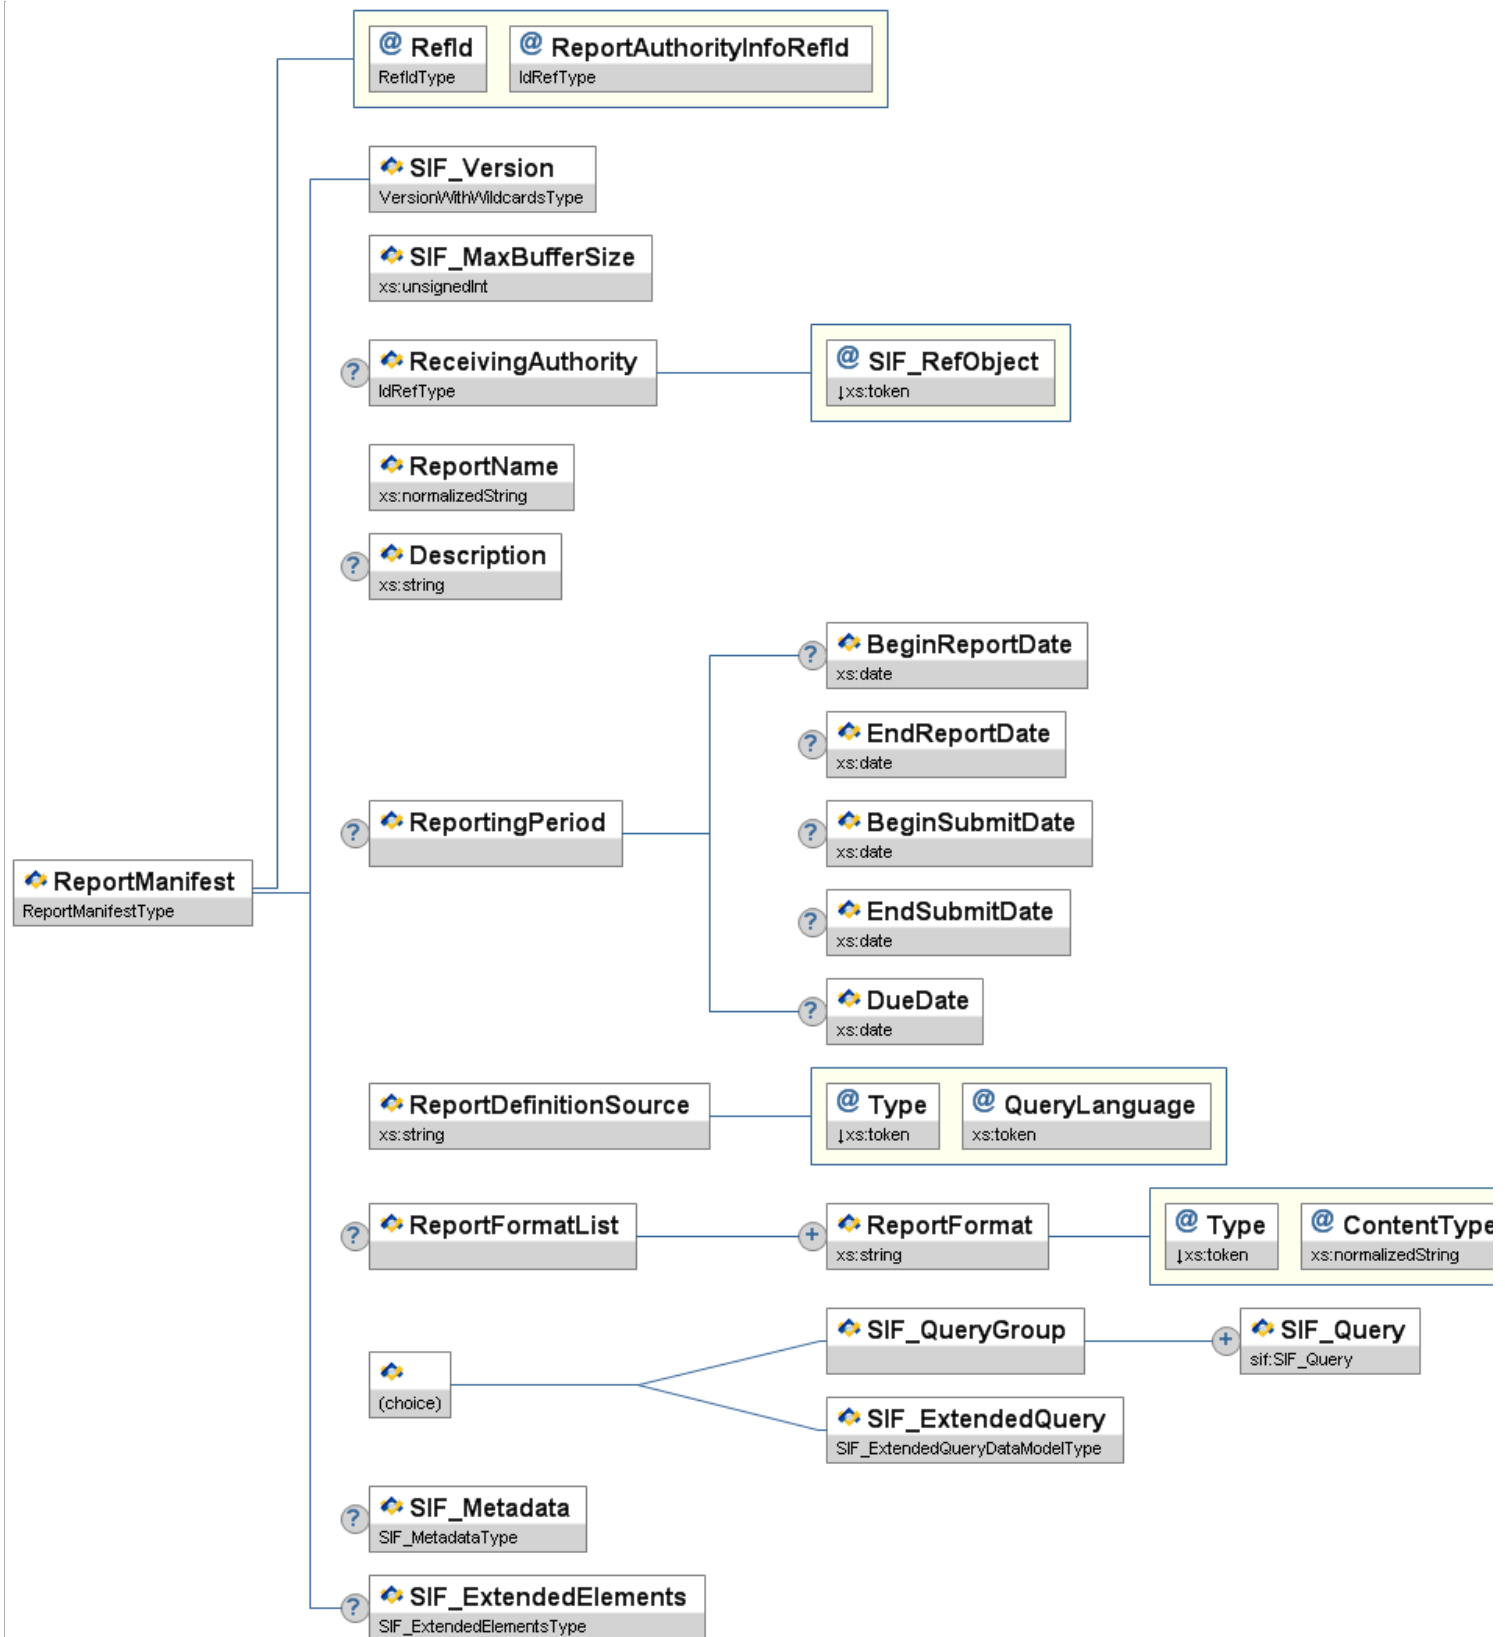 @ RefId @ ReportAuthorityInfoRefId
RefIdType IdRefType
SIF_Version
VersionWithWildcardsType
SIF_MaxBufferSize
xs:unsignedInt
? ReceivingAuthority @ SIF_RefObject
IdRefType ↓xs:token
ReportName
xs:normalizedString
? Description
xs:string
? BeginReportDate
xs:date
? EndReportDate
xs:date
? ReportingPeriod ? BeginSubmitDate
xs:date
ReportManifest
ReportManifestType
? EndSubmitDate
xs:date
? DueDate
xs:date
ReportDefinitionSource @ Type @ QueryLanguage
xs:string ↓xs:token xs:token
? ReportFormatList + ReportFormat @ Type @ ContentType
xs:string ↓xs:token xs:normalizedString
SIF_QueryGroup + SIF_Query
sif:SIF_Query
(choice)
SIF_ExtendedQuery
SIF_ExtendedQueryDataModelType
? SIF_Metadata
SIF_MetadataType
? SIF_ExtendedElements
SIF_ExtendedElementsType